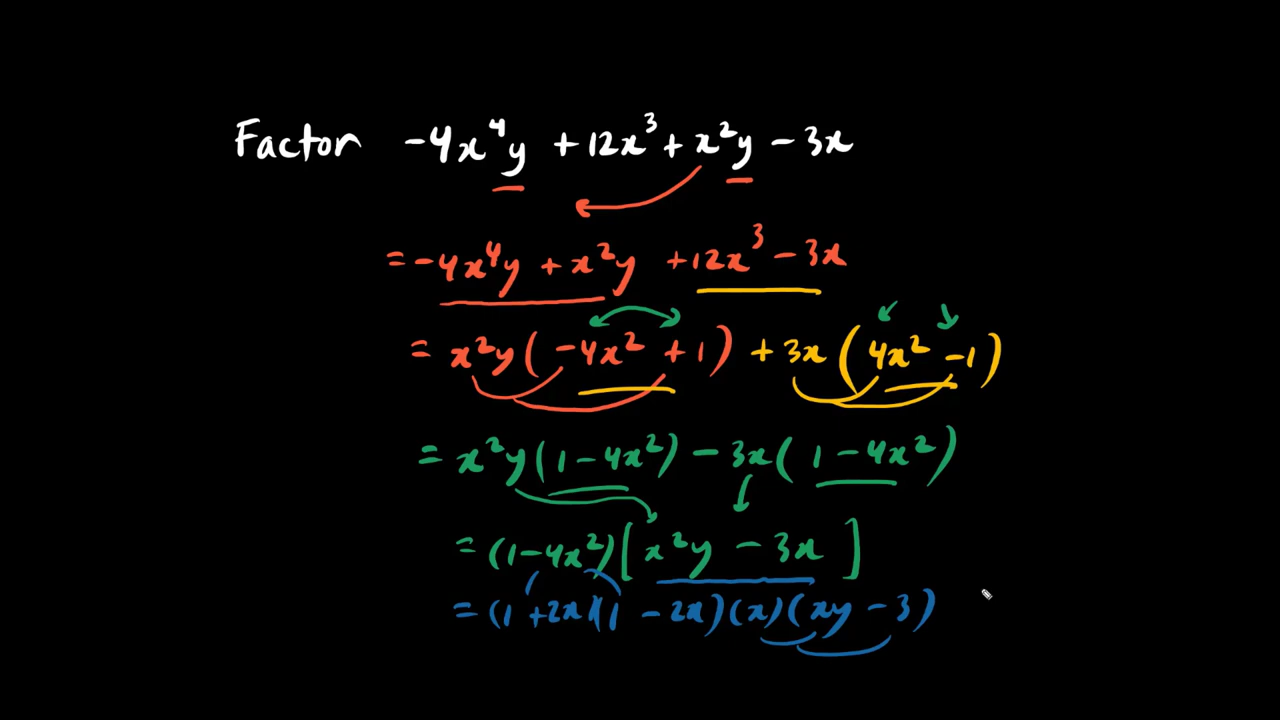 Factor -4x⁴y +12x³ + x²y - 3x
= -4x⁴y + x²y +12x³ - 3x
= x²y ( -4x² + 1 ) + 3x ( 4x² - 1 )
= x²y ( 1 - 4x² ) - 3x ( 1 - 4x² )
= (1-4x²) [ x²y - 3x ]
= (1 + 2x)(1 - 2x)(x)(xy - 3)